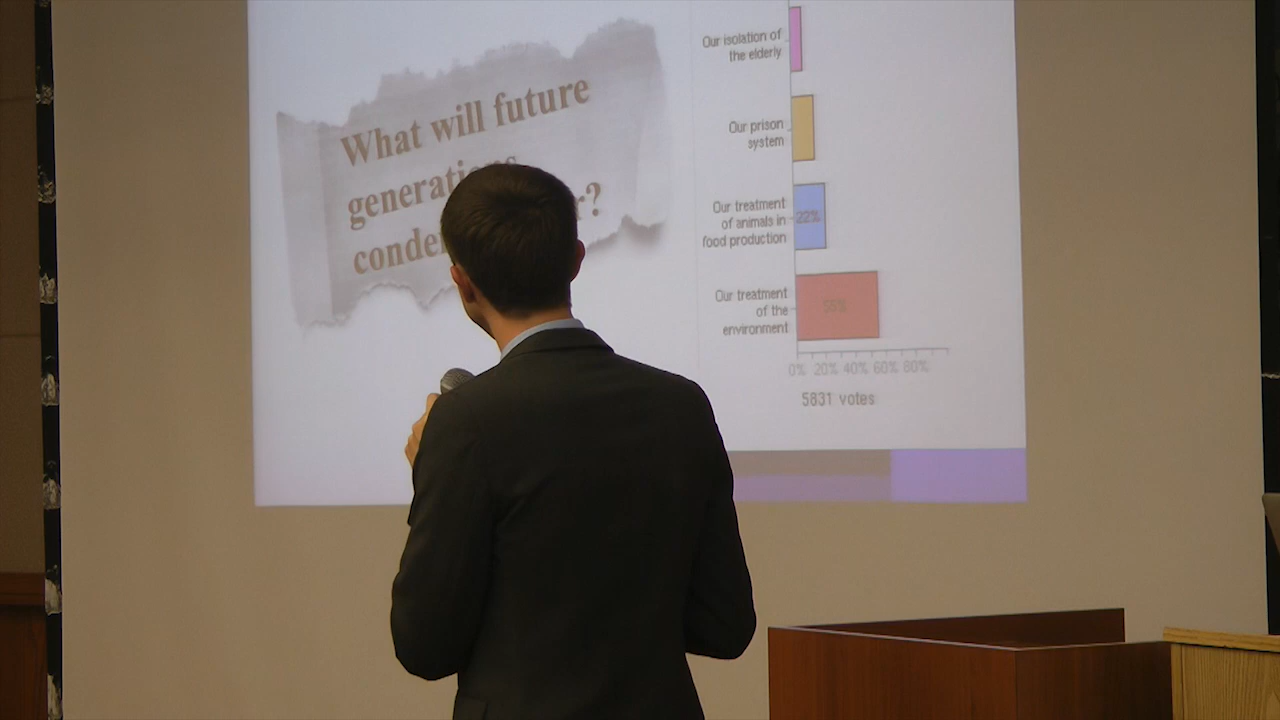 What will future
generati
conde r?
Our isolation of
the elderly
Our prison
system
Our treatment
of animals in
food production
22%
Our treatment
of the
environment
55%
0% 20% 40% 60% 80%
5831 votes